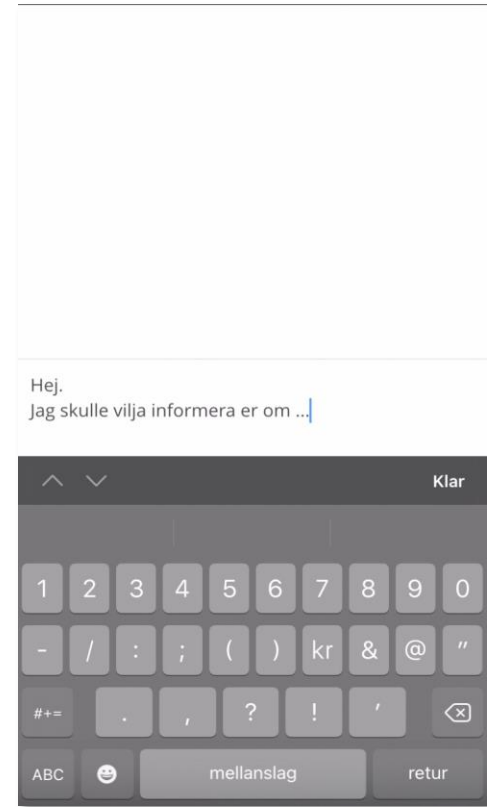 Hej.
Jag skulle vilja informera er om ...
Klar
1 2 3 4 5 6 7 8 9 0
- / : ; ( ) kr & @ "
#+= . , ? ! '
ABC mellanslag retur